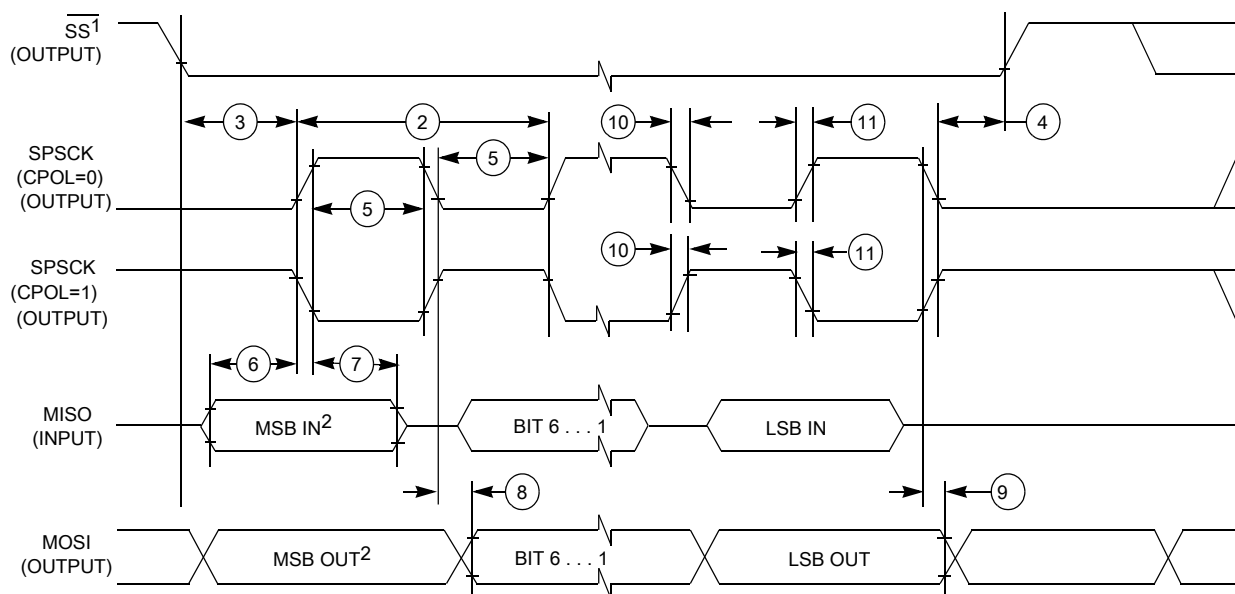 SS1
(OUTPUT)
3
2
10
11
4
SPSCK
(CPOL=0)
(OUTPUT)
5
5
SPSCK
(CPOL=1)
(OUTPUT)
10
11
6
7
MISO
(INPUT)
MSB IN2
BIT 6 . . . 1
LSB IN
8
9
MOSI
(OUTPUT)
MSB OUT2
BIT 6 . . . 1
LSB OUT